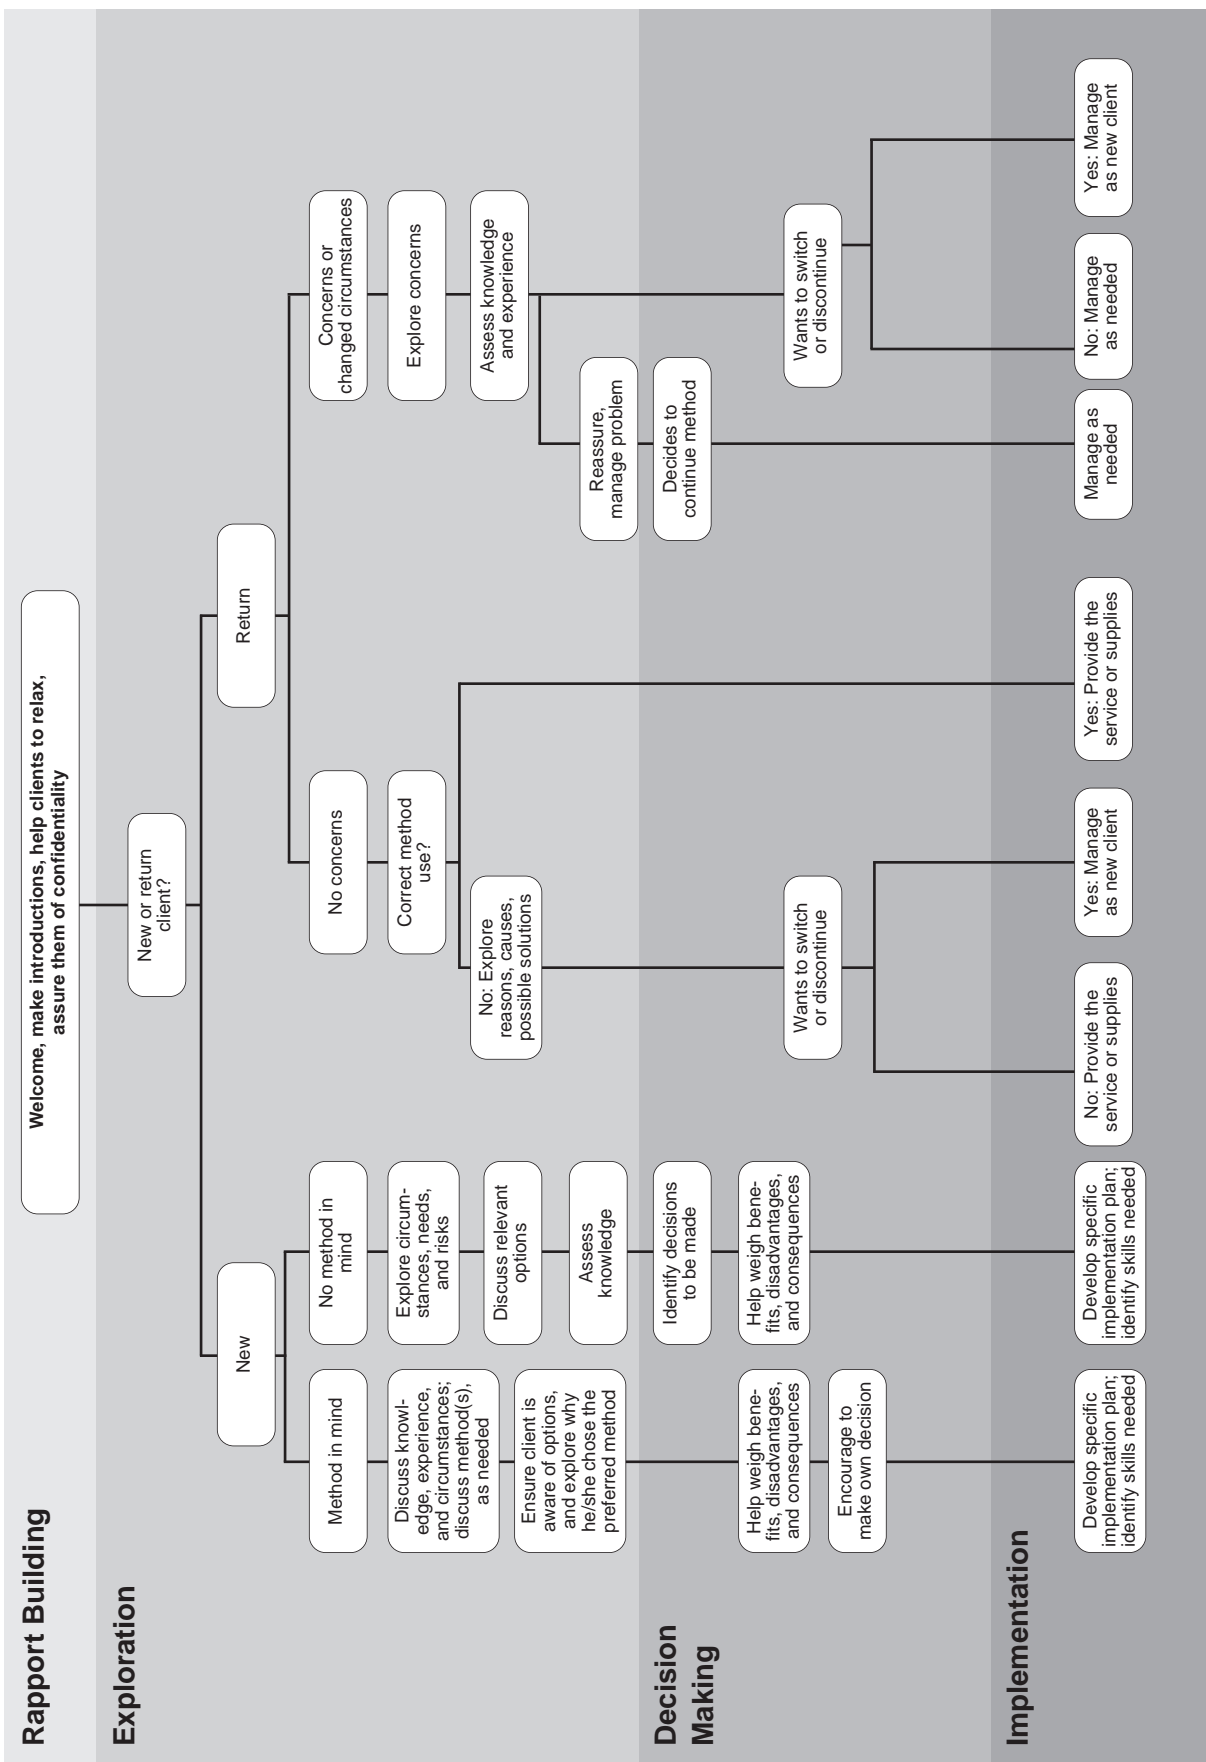 Rapport Building
Welcome, make introductions, help clients to relax,
assure them of confidentiality
Exploration
New or return
client?
New
Return
Method in mind
No method in
mind
No concerns
Concerns or
changed circumstances
Discuss knowl-
edge, experience,
and circumstances;
discuss method(s),
as needed
Explore circum-
stances, needs,
and risks
Correct method
use?
Explore concerns
Ensure client is
aware of options,
and explore why
he/she chose the
preferred method
Discuss relevant
options
No: Explore
reasons, causes,
possible solutions
Assess knowledge
and experience
Assess
knowledge
Reassure,
manage problem
Decision
Making
Identify decisions
to be made
Decides to
continue method
Help weigh bene-
fits, disadvantages,
and consequences
Help weigh bene-
fits, disadvantages,
and consequences
Wants to switch
or discontinue
Wants to switch
or discontinue
Encourage to
make own decision
Implementation
Develop specific
implementation plan;
identify skills needed
Develop specific
implementation plan;
identify skills needed
No: Provide the
service or supplies
Yes: Manage
as new client
Yes: Provide the
service or supplies
Manage as
needed
No: Manage
as needed
Yes: Manage
as new client